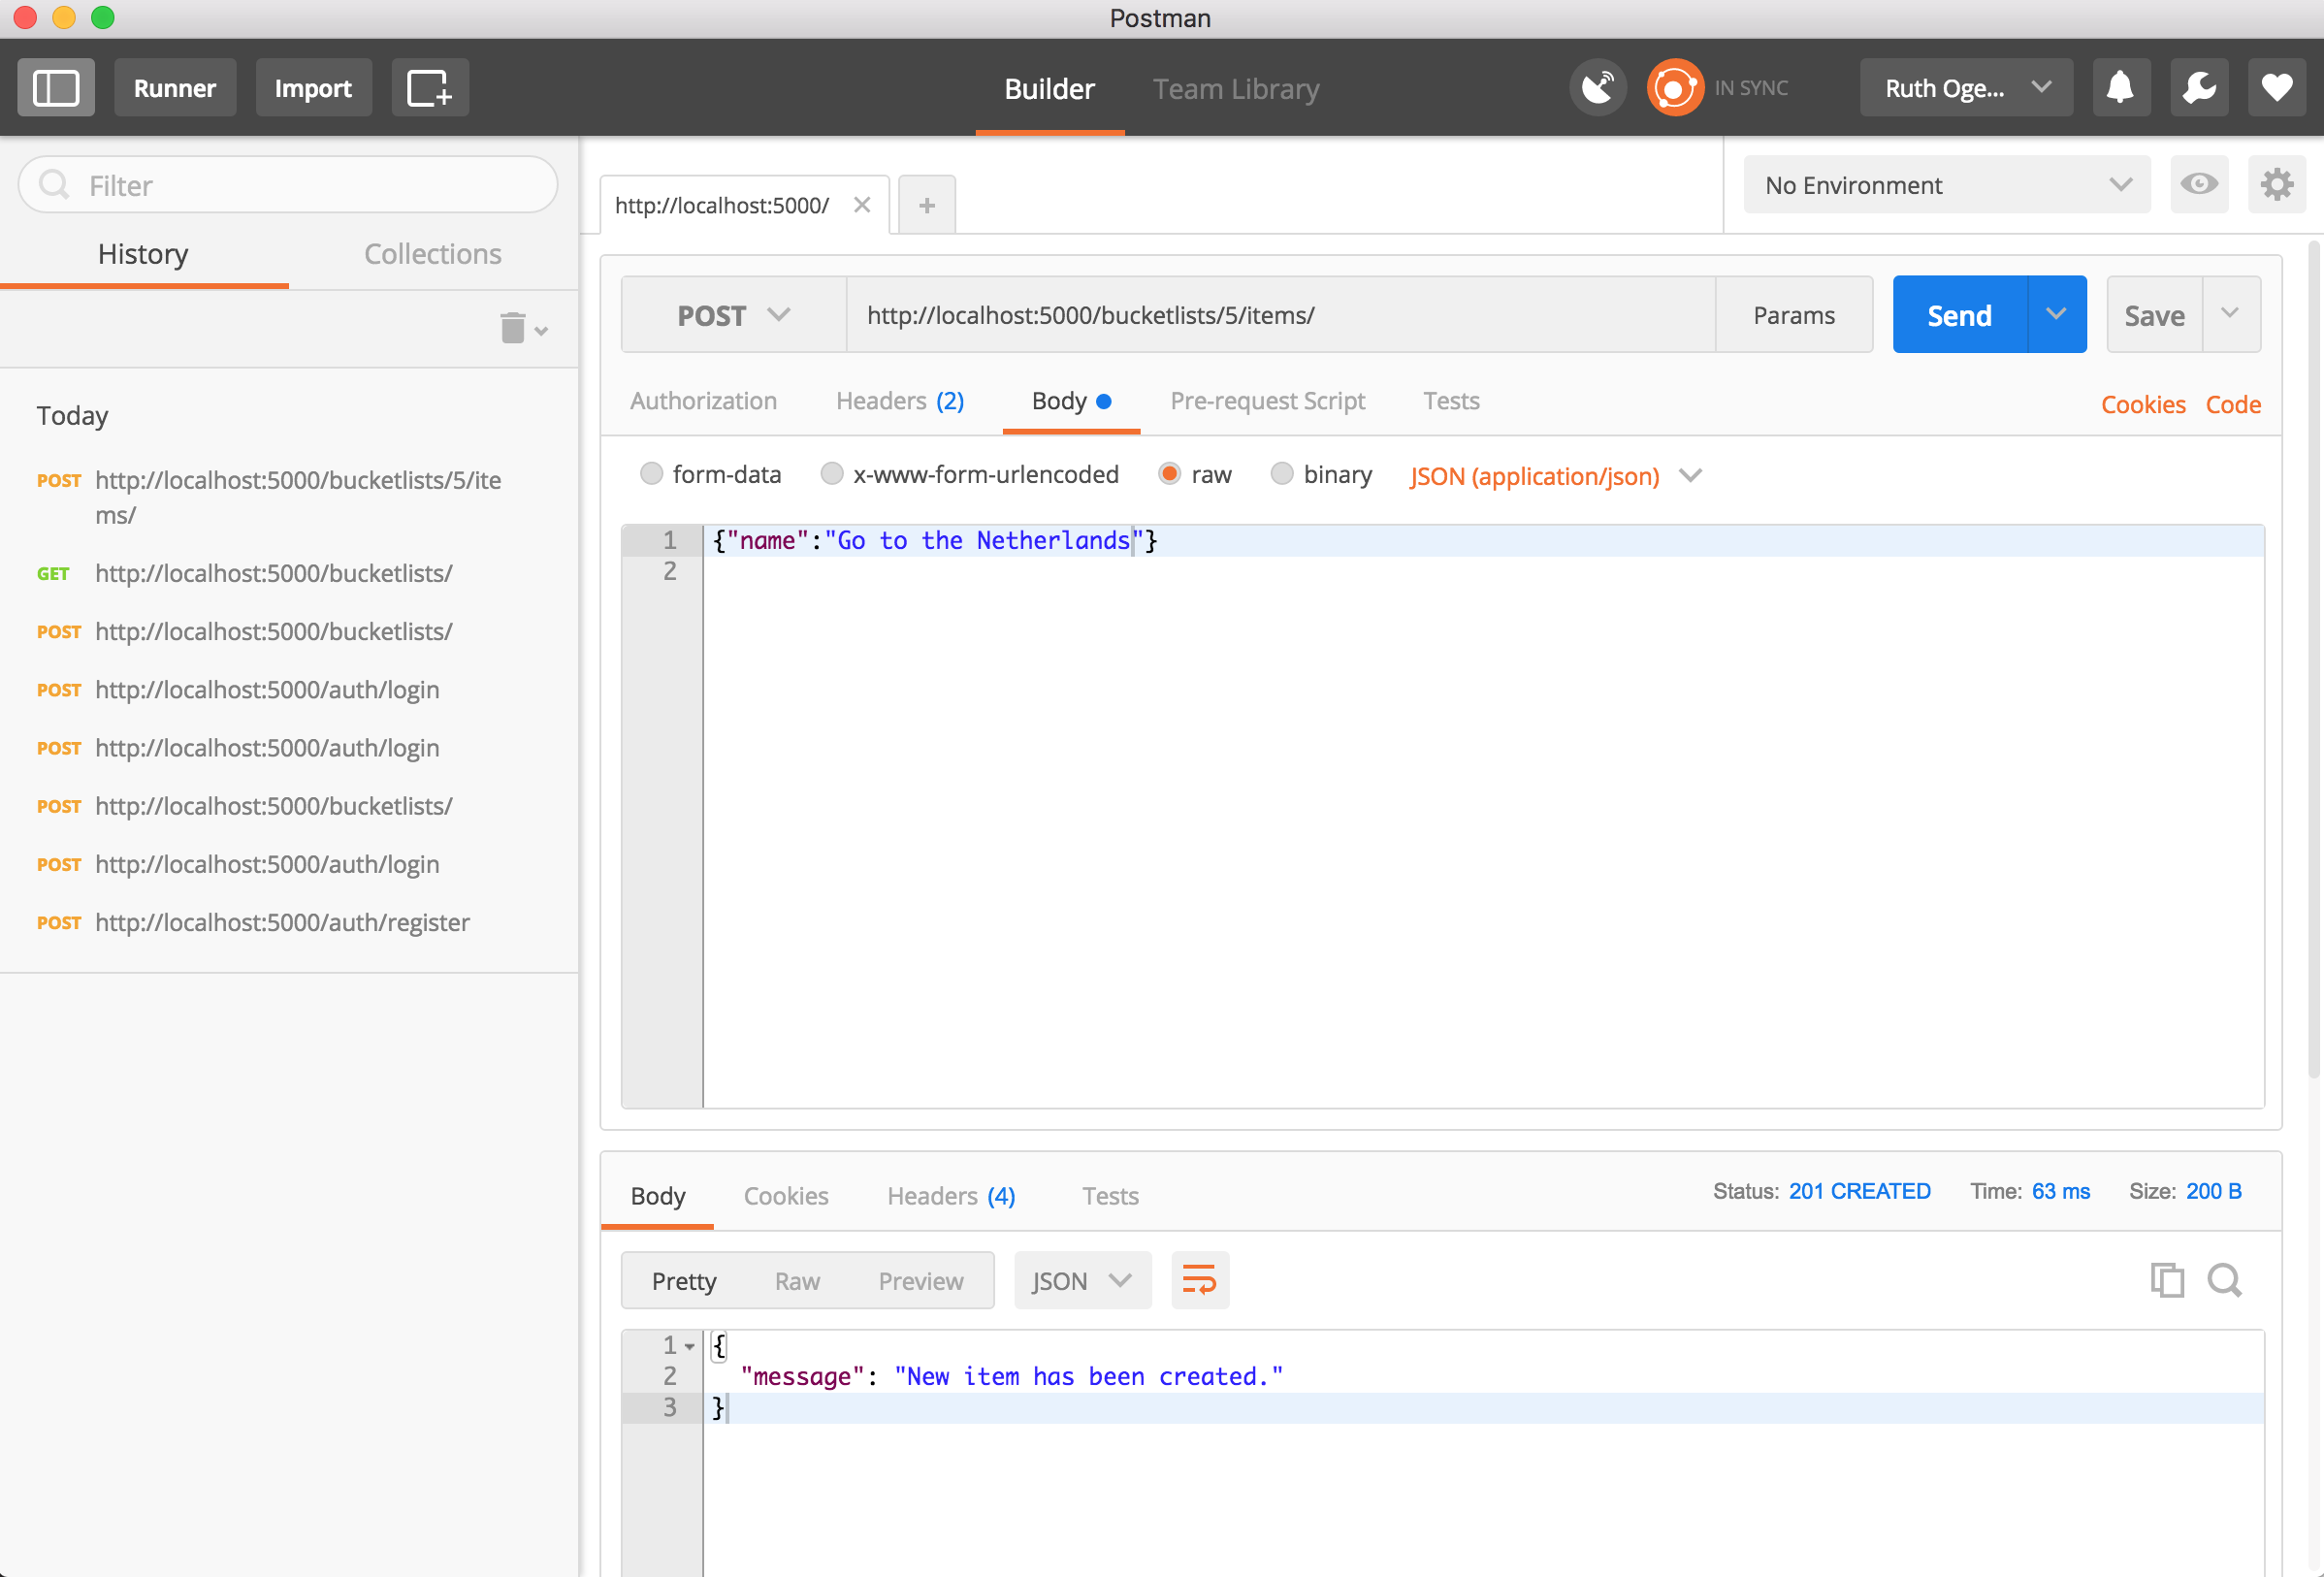 Postman
Runner
Import
Builder
Team Library
IN SYNC
Ruth Oge...
Filter
History
Collections
Today
POST http://localhost:5000/bucketlists/5/ite
ms/
GET http://localhost:5000/bucketlists/
POST http://localhost:5000/bucketlists/
POST http://localhost:5000/auth/login
POST http://localhost:5000/auth/login
POST http://localhost:5000/bucketlists/
POST http://localhost:5000/auth/login
POST http://localhost:5000/auth/register
http://localhost:5000/
No Environment
POST
http://localhost:5000/bucketlists/5/items/
Params
Send
Save
Authorization
Headers (2)
Body
Pre-request Script
Tests
Cookies
Code
form-data
x-www-form-urlencoded
raw
binary
JSON (application/json)
1 {"name":"Go to the Netherlands"}
2
Body
Cookies
Headers (4)
Tests
Status: 201 CREATED
Time: 63 ms
Size: 200 B
Pretty
Raw
Preview
JSON
1 {
2 "message": "New item has been created."
3 }